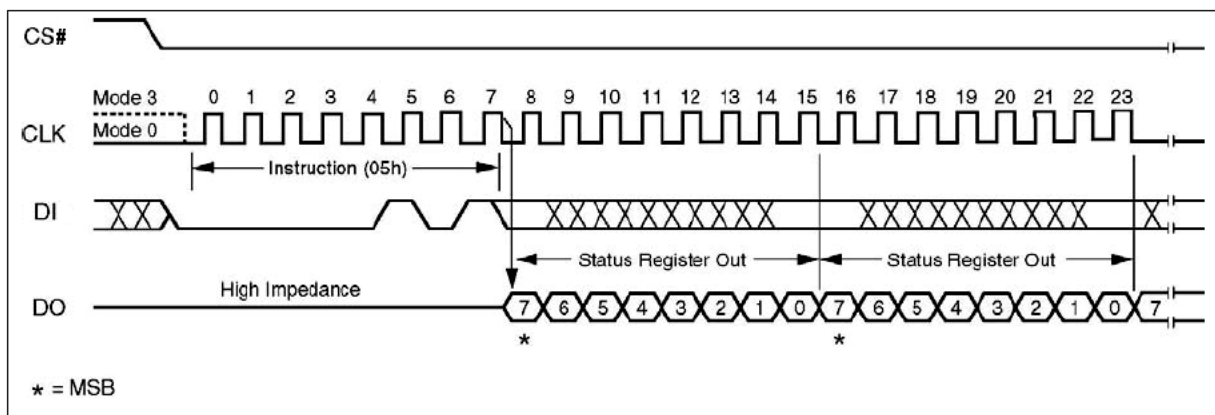 CS#
Mode 3
0 1 2 3 4 5 6 7 8 9 10 11 12 13 14 15 16 17 18 19 20 21 22 23
CLK
Mode 0
Instruction (05h)
DI
Status Register Out
Status Register Out
High Impedance
DO
7 6 5 4 3 2 1 0 7 6 5 4 3 2 1 0 7
* *
* = MSB